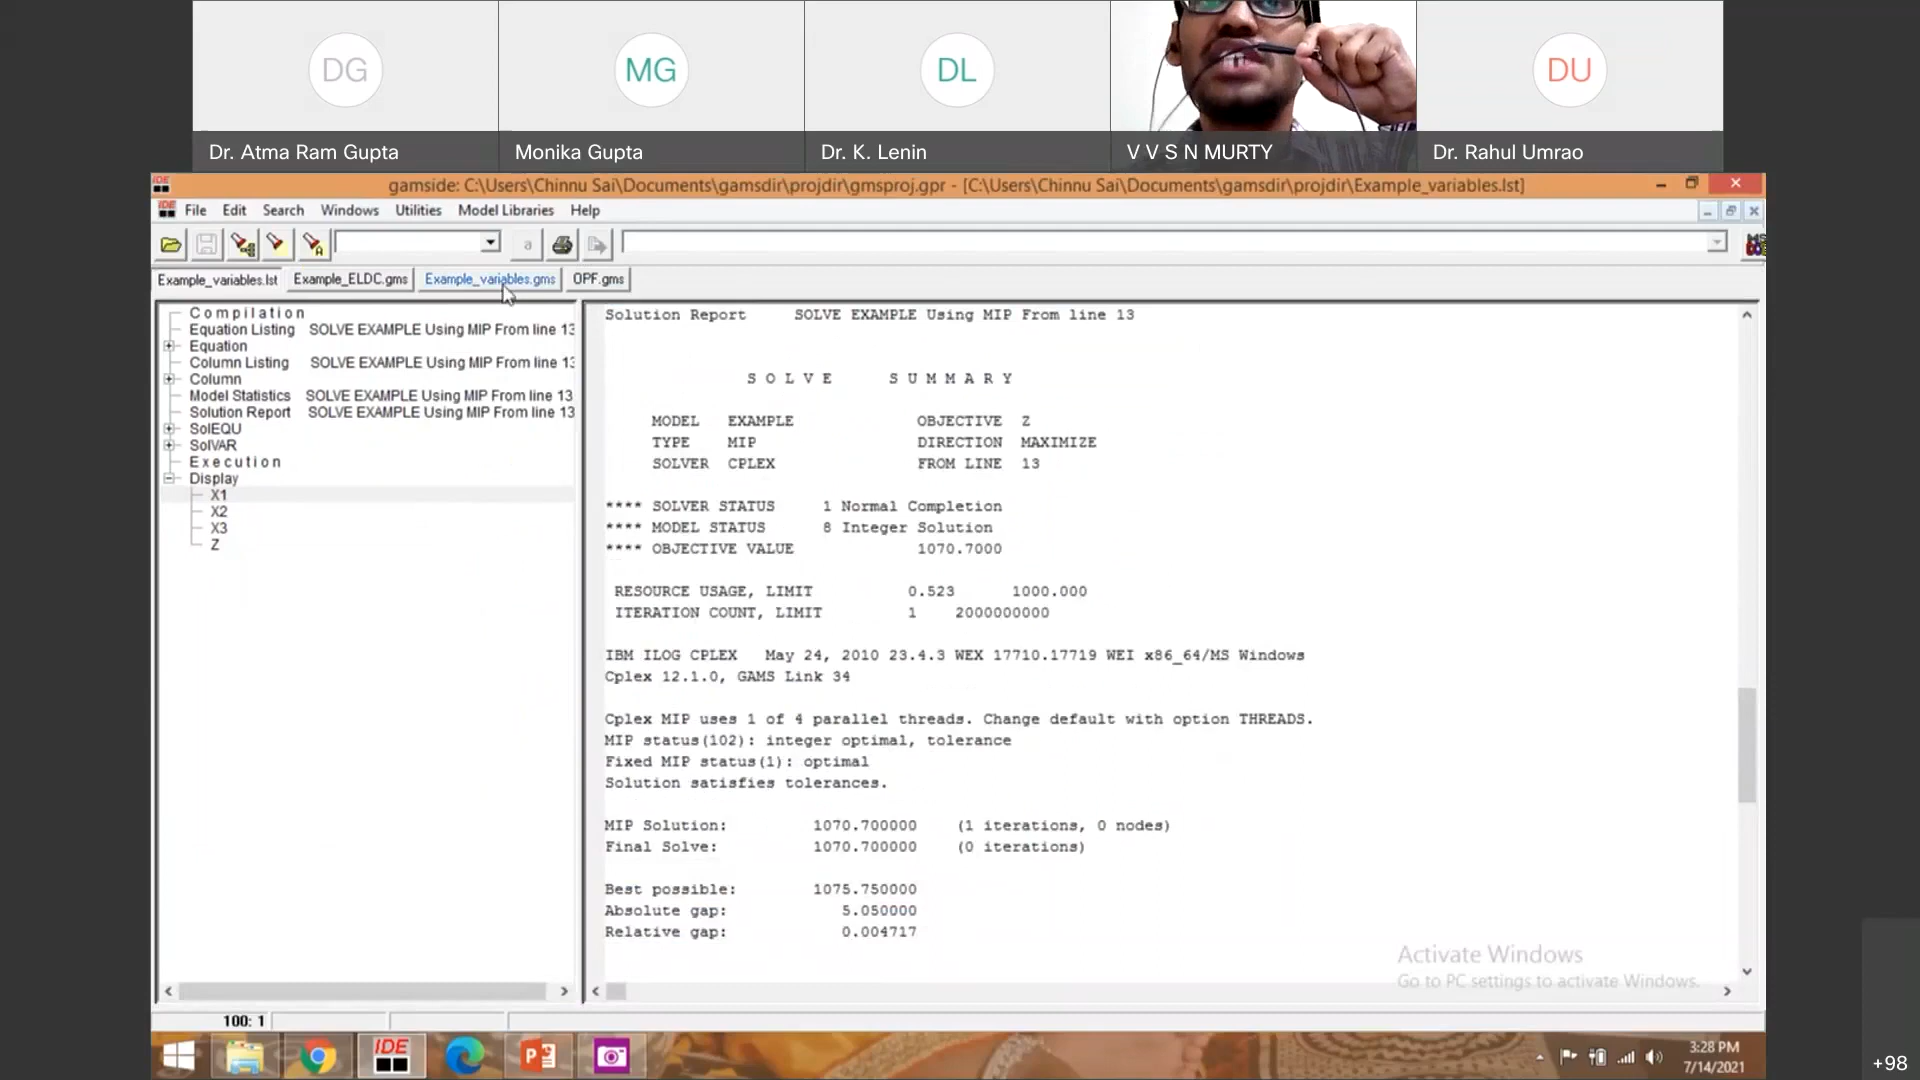 DG
MG
DL
DU
Dr. Atma Ram Gupta
Monika Gupta
Dr. K. Lenin
V V S N MURTY
Dr. Rahul Umrao
IDE
gamside: C:\Users\Chinnu Sai\Documents\gamsdir\projdir\gmsproj.gpr - [C:\Users\Chinnu Sai\Documents\gamsdir\projdir\Example_variables.lst]
IDE
File Edit Search Windows Utilities Model Libraries Help
a
Example_variables.lst Example_ELDC.gms Example_variables.gms OPF.gms
Compilation
Equation Listing SOLVE EXAMPLE Using MIP From line 13
Equation
Column Listing SOLVE EXAMPLE Using MIP From line 13
Column
Model Statistics SOLVE EXAMPLE Using MIP From line 13
Solution Report SOLVE EXAMPLE Using MIP From line 13
SolEQU
SolVAR
Execution
Display
X1
X2
X3
Z
Solution Report SOLVE EXAMPLE Using MIP From line 13
S O L V E S U M M A R Y
MODEL EXAMPLE OBJECTIVE Z
TYPE MIP DIRECTION MAXIMIZE
SOLVER CPLEX FROM LINE 13
**** SOLVER STATUS 1 Normal Completion
**** MODEL STATUS 8 Integer Solution
**** OBJECTIVE VALUE 1070.7000
RESOURCE USAGE, LIMIT 0.523 1000.000
ITERATION COUNT, LIMIT 1 2000000000
IBM ILOG CPLEX May 24, 2010 23.4.3 WEX 17710.17719 WEI x86_64/MS Windows
Cplex 12.1.0, GAMS Link 34
Cplex MIP uses 1 of 4 parallel threads. Change default with option THREADS.
MIP status(102): integer optimal, tolerance
Fixed MIP status(1): optimal
Solution satisfies tolerances.
MIP Solution: 1070.700000 (1 iterations, 0 nodes)
Final Solve: 1070.700000 (0 iterations)
Best possible: 1075.750000
Absolute gap: 5.050000
Relative gap: 0.004717
Activate Windows
Go to PC settings to activate Windows.
100: 1
IDE
3:28 PM
7/14/2021
+98